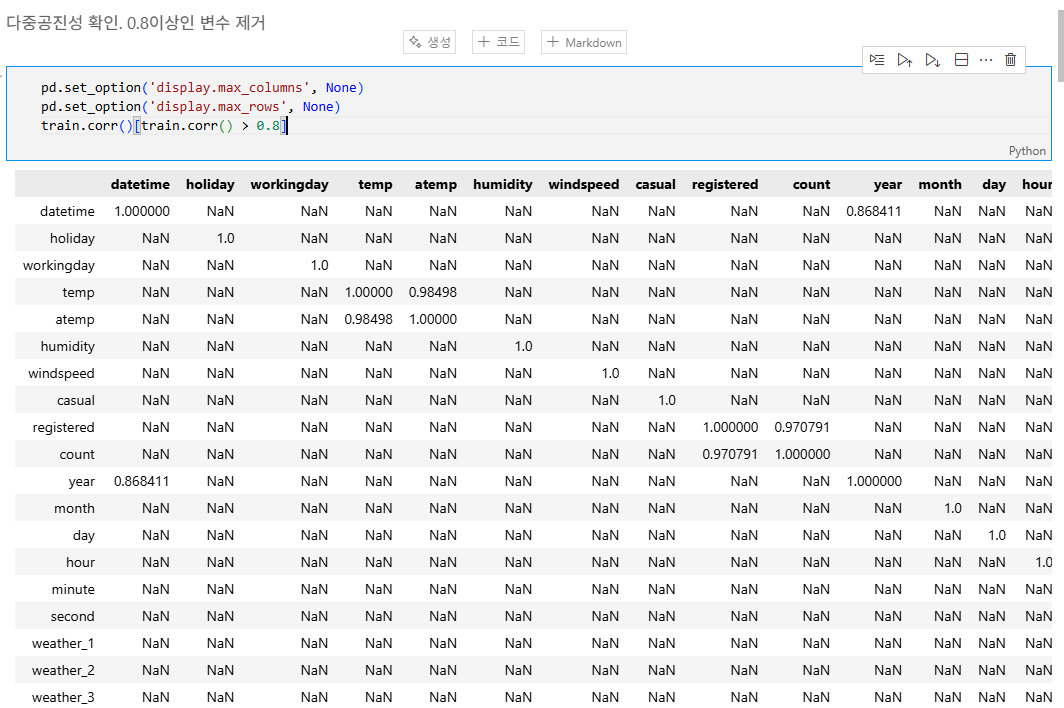 다중공진성 확인. 0.8이상인 변수 제거
생성 + 코드 + Markdown
pd.set_option('display.max_columns', None)
pd.set_option('display.max_rows', None)
train.corr()[train.corr() > 0.8]
Python
datetime holiday workingday temp atemp humidity windspeed casual registered count year month day hour
datetime 1.000000 NaN NaN NaN NaN NaN NaN NaN NaN NaN 0.868411 NaN NaN NaN
holiday NaN 1.0 NaN NaN NaN NaN NaN NaN NaN NaN NaN NaN NaN NaN
workingday NaN NaN 1.0 NaN NaN NaN NaN NaN NaN NaN NaN NaN NaN NaN
temp NaN NaN NaN 1.00000 0.98498 NaN NaN NaN NaN NaN NaN NaN NaN NaN
atemp NaN NaN NaN 0.98498 1.00000 NaN NaN NaN NaN NaN NaN NaN NaN NaN
humidity NaN NaN NaN NaN NaN 1.0 NaN NaN NaN NaN NaN NaN NaN NaN
windspeed NaN NaN NaN NaN NaN NaN 1.0 NaN NaN NaN NaN NaN NaN NaN
casual NaN NaN NaN NaN NaN NaN NaN 1.0 NaN NaN NaN NaN NaN NaN
registered NaN NaN NaN NaN NaN NaN NaN NaN 1.000000 0.970791 NaN NaN NaN NaN
count NaN NaN NaN NaN NaN NaN NaN NaN 0.970791 1.000000 NaN NaN NaN NaN
year 0.868411 NaN NaN NaN NaN NaN NaN NaN NaN NaN 1.000000 NaN NaN NaN
month NaN NaN NaN NaN NaN NaN NaN NaN NaN NaN NaN 1.0 NaN NaN
day NaN NaN NaN NaN NaN NaN NaN NaN NaN NaN NaN NaN 1.0 NaN
hour NaN NaN NaN NaN NaN NaN NaN NaN NaN NaN NaN NaN NaN 1.0
minute NaN NaN NaN NaN NaN NaN NaN NaN NaN NaN NaN NaN NaN NaN
second NaN NaN NaN NaN NaN NaN NaN NaN NaN NaN NaN NaN NaN NaN
weather_1 NaN NaN NaN NaN NaN NaN NaN NaN NaN NaN NaN NaN NaN NaN
weather_2 NaN NaN NaN NaN NaN NaN NaN NaN NaN NaN NaN NaN NaN NaN
weather_3 NaN NaN NaN NaN NaN NaN NaN NaN NaN NaN NaN NaN NaN NaN